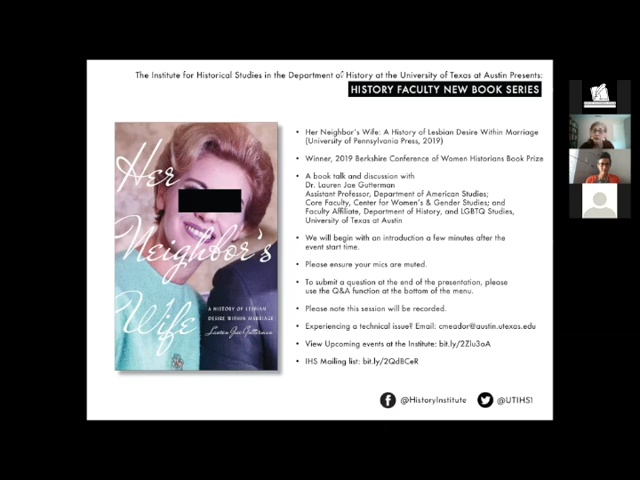 The Institute for Historical Studies in the Department of History at the University of Texas at Austin Presents:
HISTORY FACULTY NEW BOOK SERIES
Her
Neighbor's
Wife
A HISTORY OF LESBIAN
DESIRE WITHIN MARRIAGE
Lauren Jae Gutterman
• Her Neighbor's Wife: A History of Lesbian Desire Within Marriage
(University of Pennsylvania Press, 2019)
• Winner, 2019 Berkshire Conference of Women Historians Book Prize
• A book talk and discussion with
Dr. Lauren Jae Gutterman
Assistant Professor, Department of American Studies;
Core Faculty, Center for Women's & Gender Studies; and
Faculty Affiliate, Department of History, and LGBTQ Studies,
University of Texas at Austin
• We will begin with an introduction a few minutes after the
event start time.
• Please ensure your mics are muted.
• To submit a question at the end of the presentation, please
use the Q&A function at the bottom of the menu.
• Please note this session will be recorded.
• Experiencing a technical issue? Email: cmeador@austin.utexas.edu
• View Upcoming events at the Institute: bit.ly/2Zlu3oA
• IHS Mailing list: bit.ly/2QdBCeR
@HistoryInstitute @UTIHS1